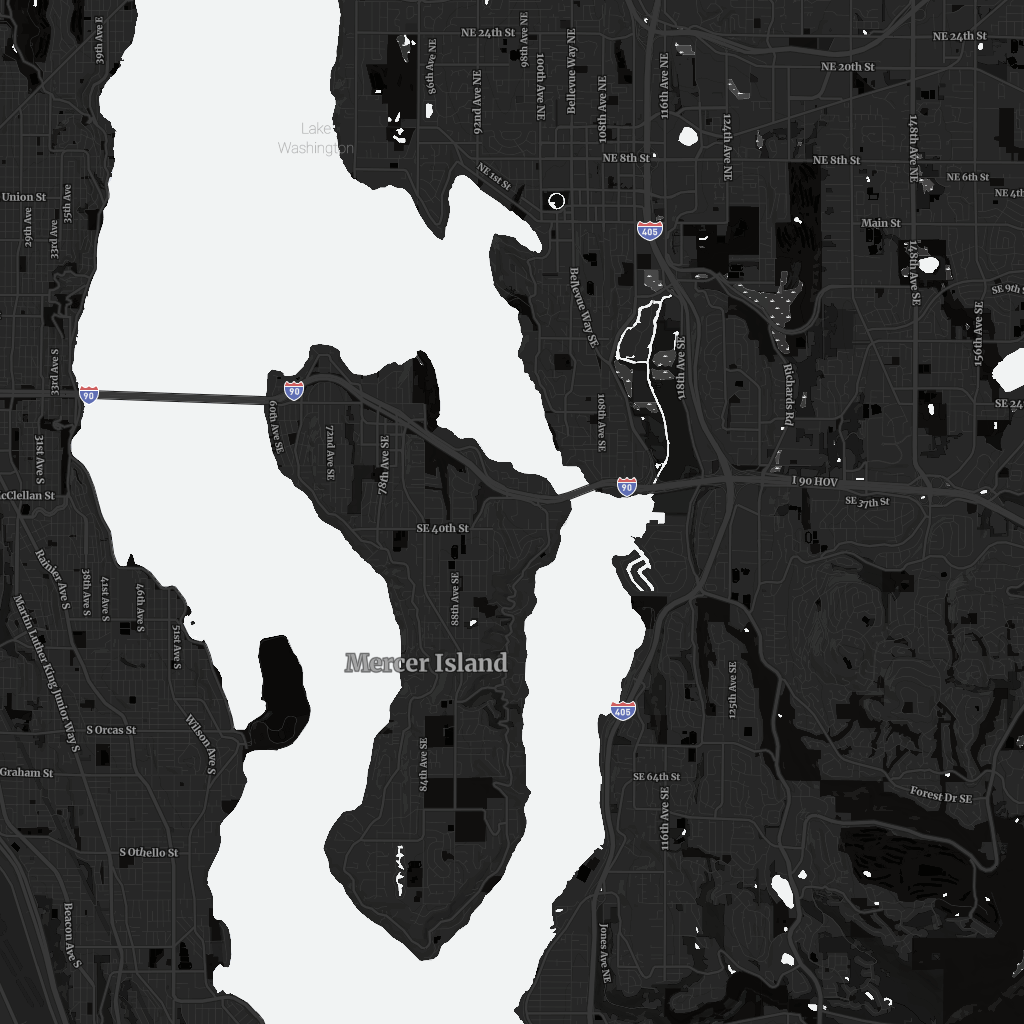 39th Ave E
NE 24th St
98th Ave NE
86th Ave NE
92nd Ave NE
100th Ave NE
Bellevue Way NE
108th Ave NE
116th Ave NE
NE 24th St
NE 20th St
Lake
Washington
124th Ave NE
148th Ave NE
NE 8th St
NE 8th St
NE 1st St
NE 6th St
NE 4th St
Union St
35th Ave
29th Ave
33rd Ave
405
Main St
148th Ave SE
SE 9th St
Bellevue Way SE
156th Ave SE
33rd Ave S
118th Ave SE
Richards Rd
90
90
60th Ave SE
72nd Ave SE
78th Ave SE
108th Ave SE
SE 24
31st Ave S
McClellan St
90
I 90 HOV
SE 37th St
SE 40th St
Rainier Ave S
38th Ave S
41st Ave S
46th Ave S
51st Ave S
Martin Luther King Junior Way S
88th Ave SE
Mercer Island
125th Ave SE
405
S Orcas St
Wilson Ave S
Graham St
84th Ave SE
SE 64th St
116th Ave SE
Forest Dr SE
S Othello St
Beacon Ave S
Jones Ave NE